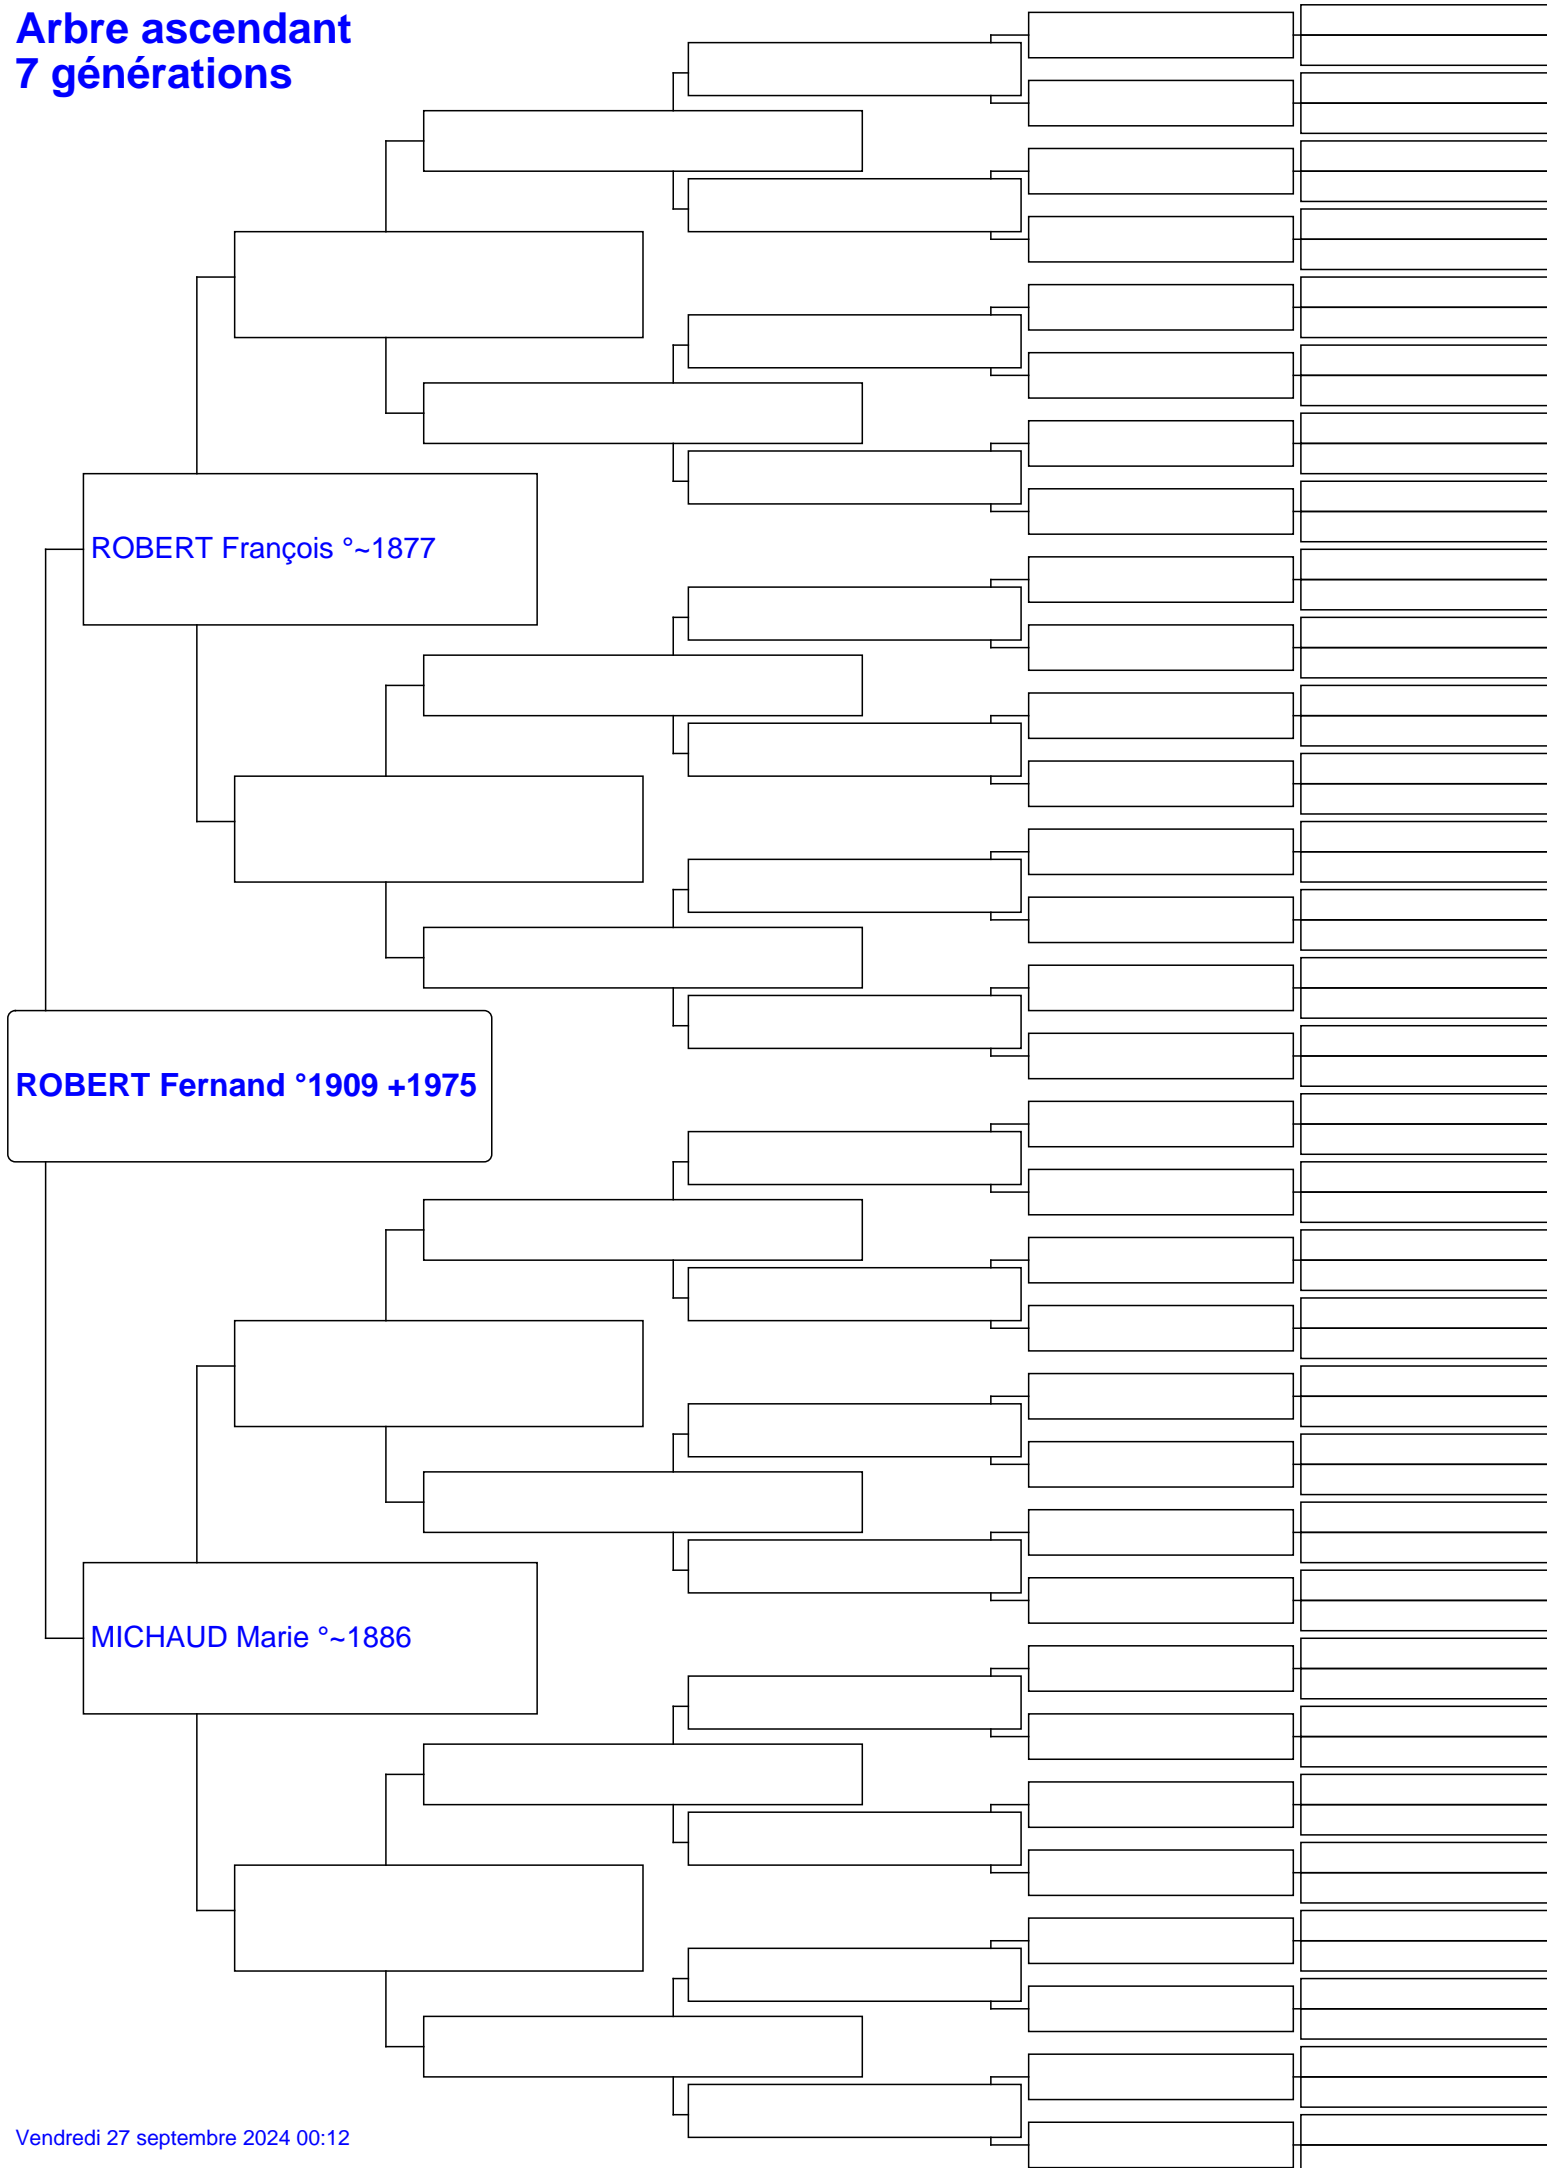 Arbre ascendant
7 générations
ROBERT François °~1877
ROBERT Fernand °1909 +1975
MICHAUD Marie °~1886
Vendredi 27 septembre 2024 00:12